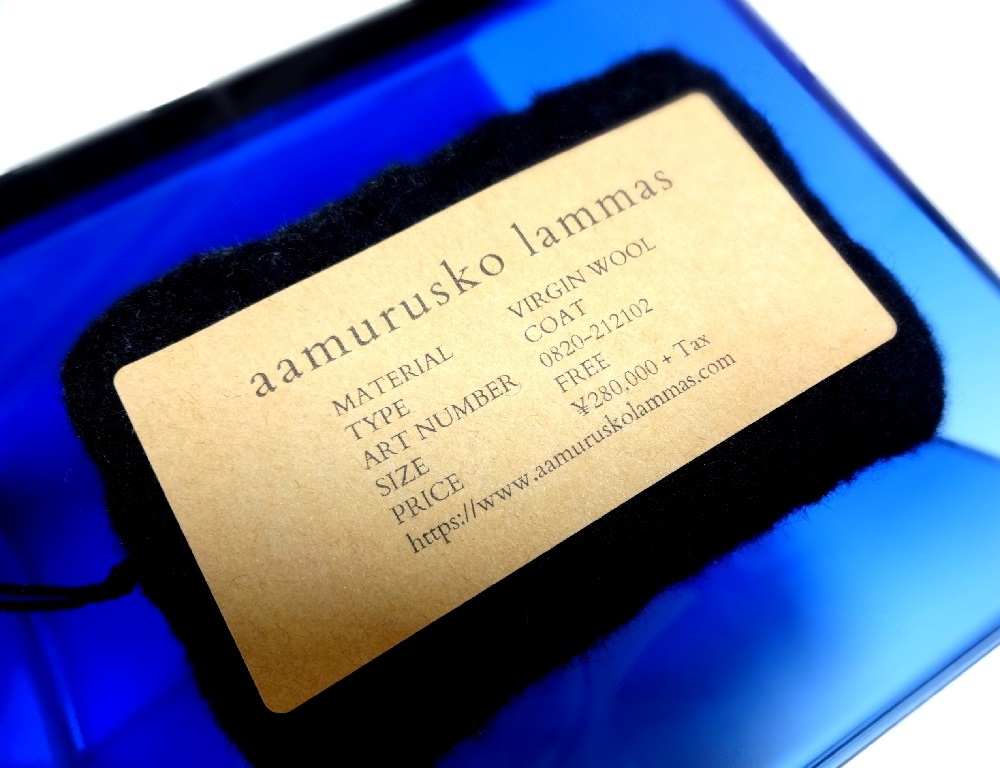 aamurusko lammas
MATERIAL VIRGIN WOOL
TYPE COAT
ART NUMBER 0820-212102
SIZE FREE
PRICE ¥280,000 + Tax
https://www.aamuruskolammas.com